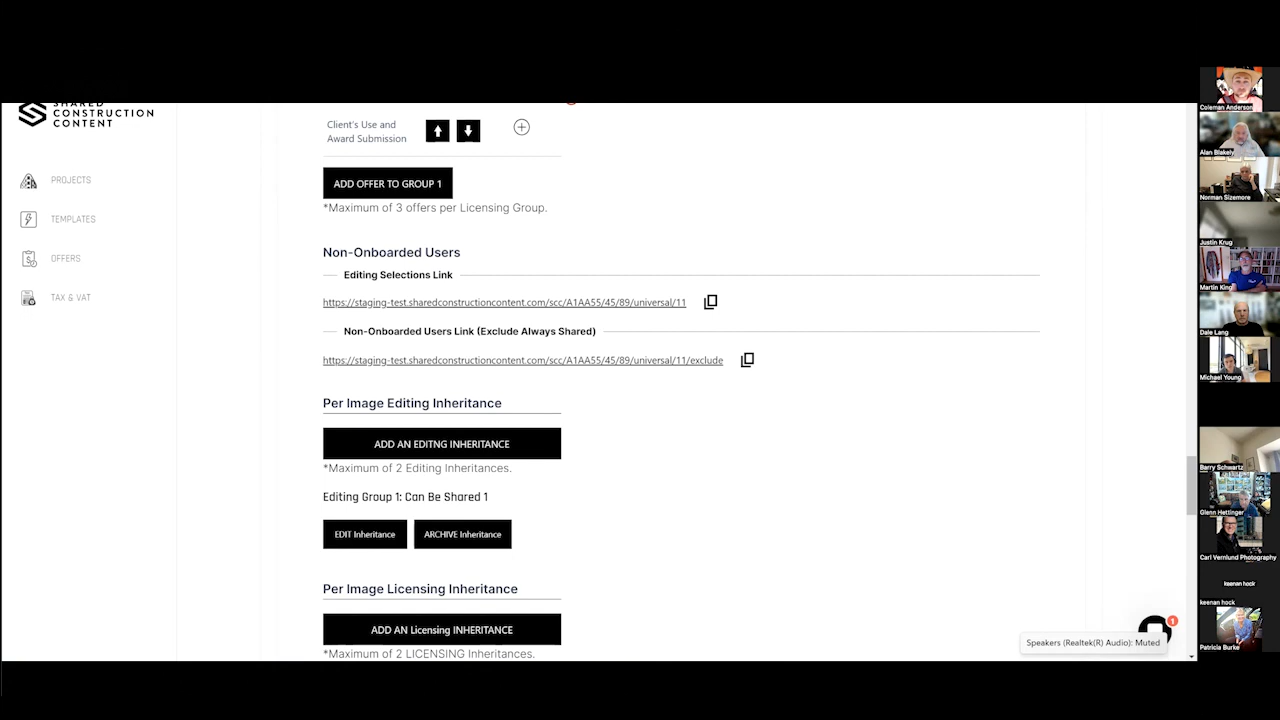 SHARED
CONSTRUCTION
CONTENT
PROJECTS
TEMPLATES
OFFERS
TAX & VAT
Client's Use and
Award Submission
ADD OFFER TO GROUP 1
*Maximum of 3 offers per Licensing Group.
Non-Onboarded Users
Editing Selections Link
https://staging-test.sharedconstructioncontent.com/scc/A1AA55/45/89/universal/11
Non-Onboarded Users Link (Exclude Always Shared)
https://staging-test.sharedconstructioncontent.com/scc/A1AA55/45/89/universal/11/exclude
Per Image Editing Inheritance
ADD AN EDITNG INHERITANCE
*Maximum of 2 Editing Inheritances.
Editing Group 1: Can Be Shared 1
EDIT Inheritance
ARCHIVE Inheritance
Per Image Licensing Inheritance
ADD AN Licensing INHERITANCE
*Maximum of 2 LICENSING Inheritances.
1
Speakers (Realtek(R) Audio): Muted
Coleman Anderson
Alan Blakely
Norman Sizemore
Justin Krug
Martin King
Dale Lang
Michael Young
Barry Schwartz
Glenn Hettinger
Carl Vernlund Photography
keenan hock
keenan hock
Patricia Burke